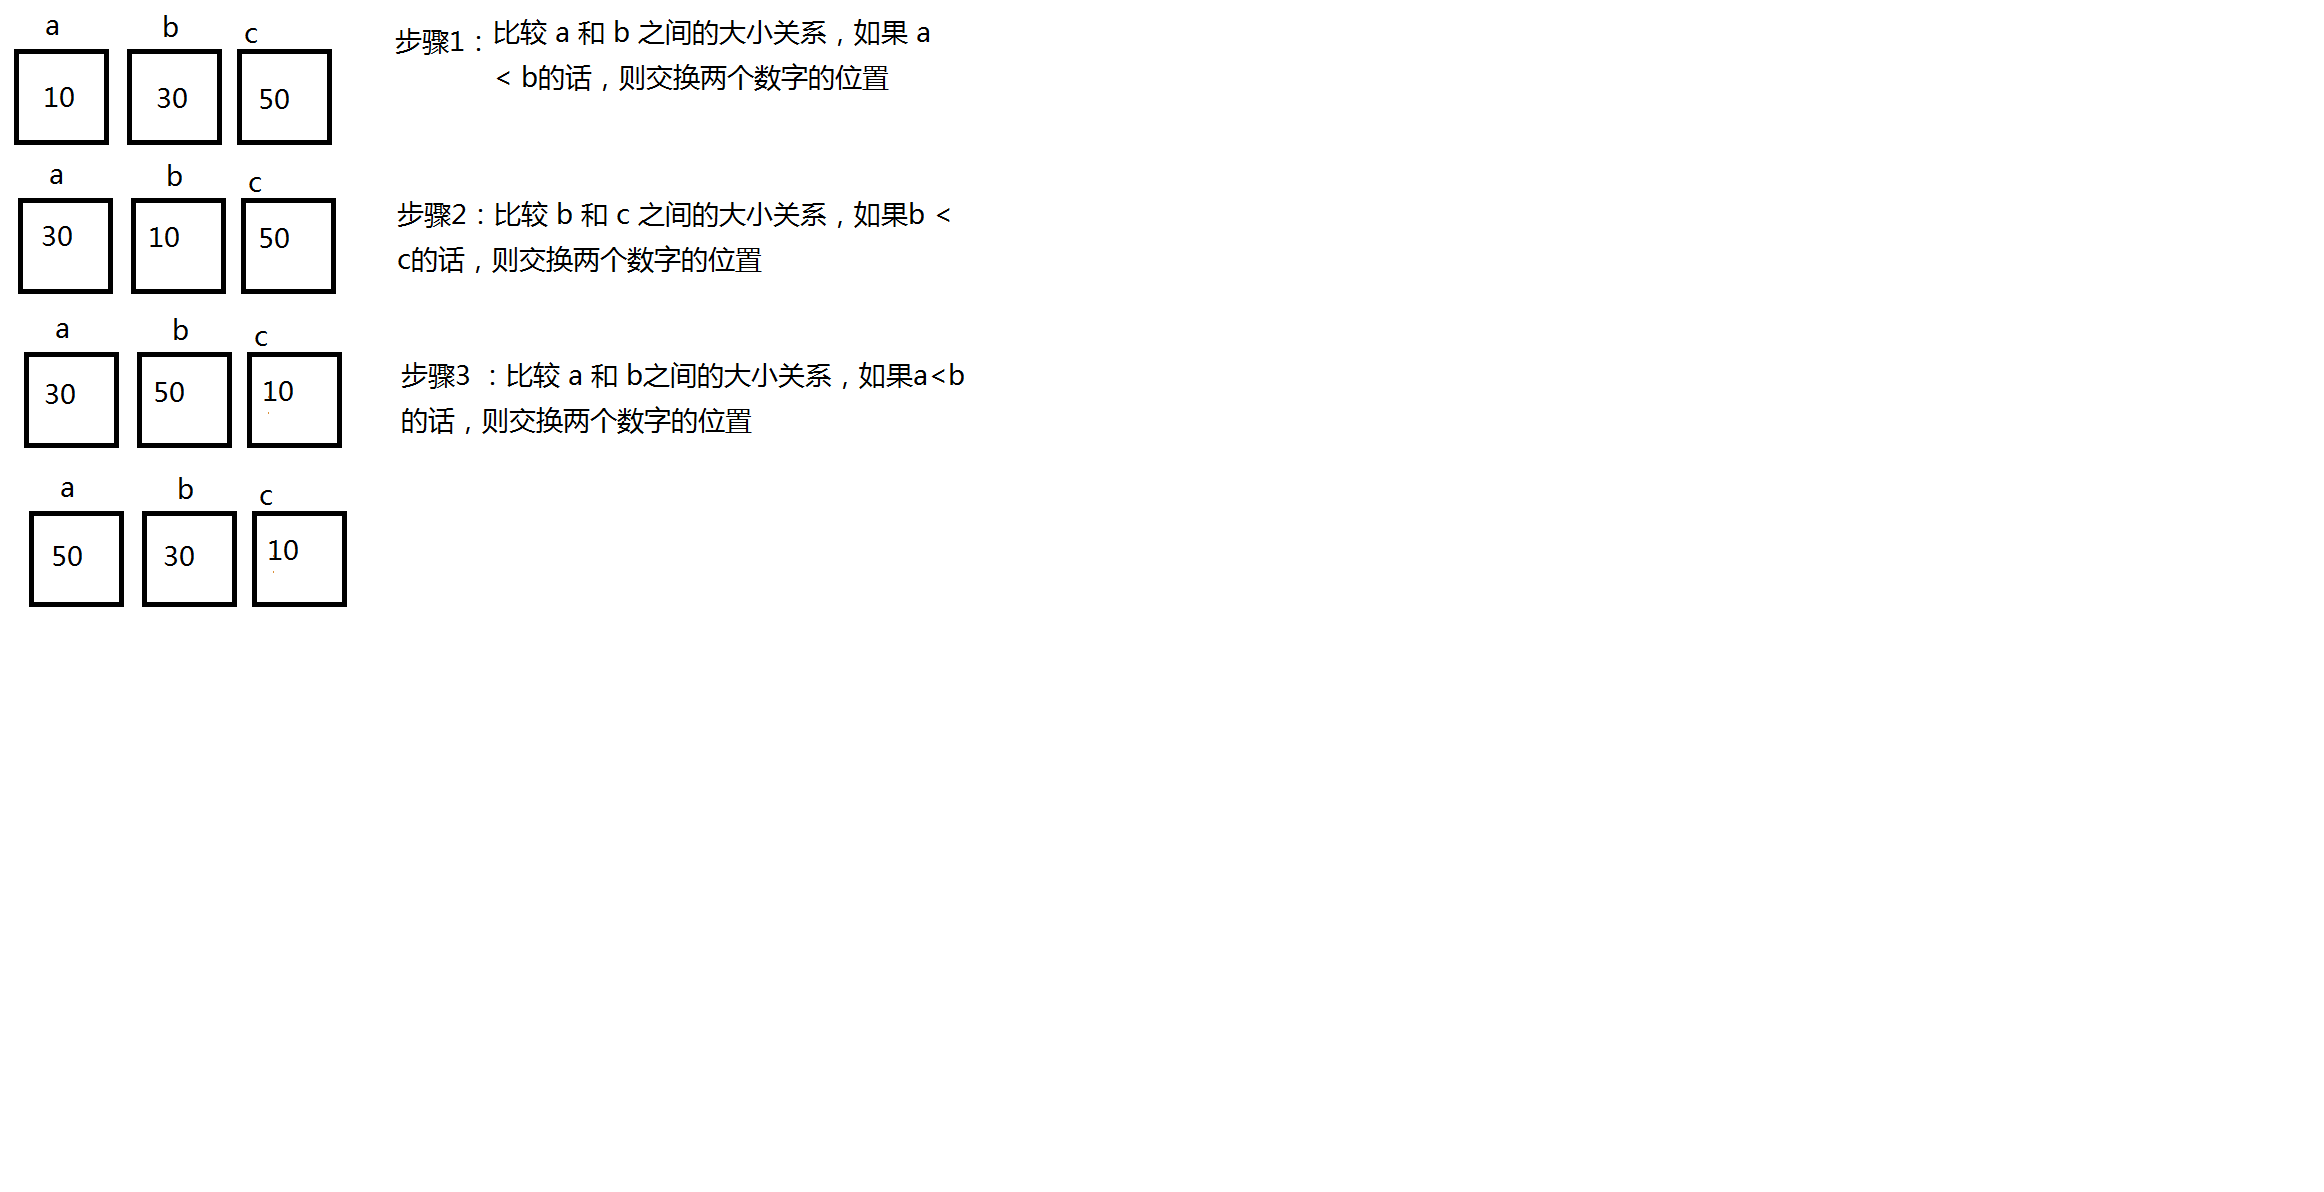 a b c
10 30 50
步骤1：比较 a 和 b 之间的大小关系，如果 a
< b的话，则交换两个数字的位置
a b c
30 10 50
步骤2：比较 b 和 c 之间的大小关系，如果b <
c的话，则交换两个数字的位置
a b c
30 50 10
步骤3 ：比较 a 和 b之间的大小关系，如果a<b
的话，则交换两个数字的位置
a b c
50 30 10